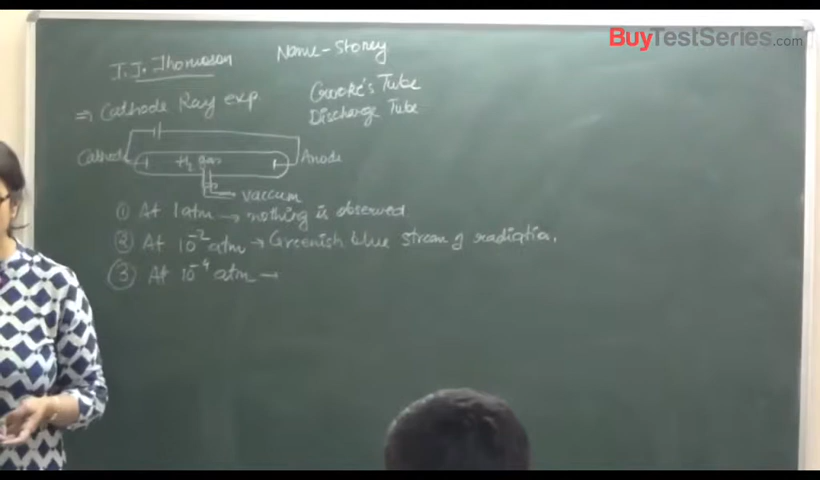 BuyTestSeries.com
J. J. Thomson
Name - Stoney
⇒ Cathode Ray exp.
Crooke's Tube
Discharge Tube
Cathode
H2 gas
Anode
vaccum
① At 1 atm → nothing is observed
② At 10⁻² atm → Greenish blue stream of radiation.
③ At 10⁻⁴ atm →